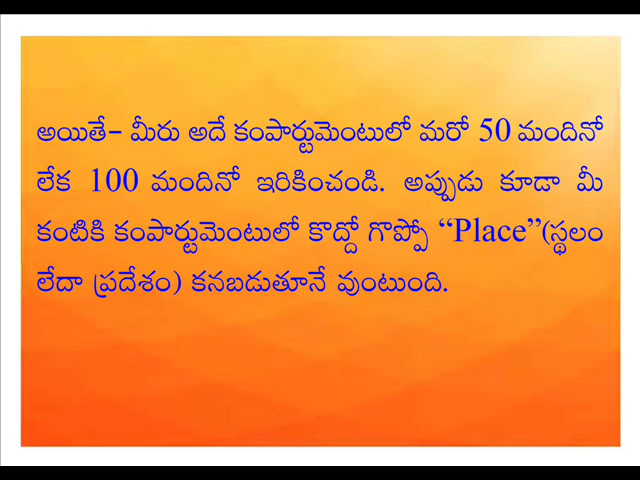 అయితే- మీరు అదే కంపార్టుమెంటులో మరో 50 మందినో
లేక 100 మందినో ఇరికించండి. అప్పుడు కూడా మీ
కంటికి కంపార్టుమెంటులో కొద్దో గొప్పో “Place”(స్థలం
లేదా ప్రదేశం) కనబడుతూనే వుంటుంది.